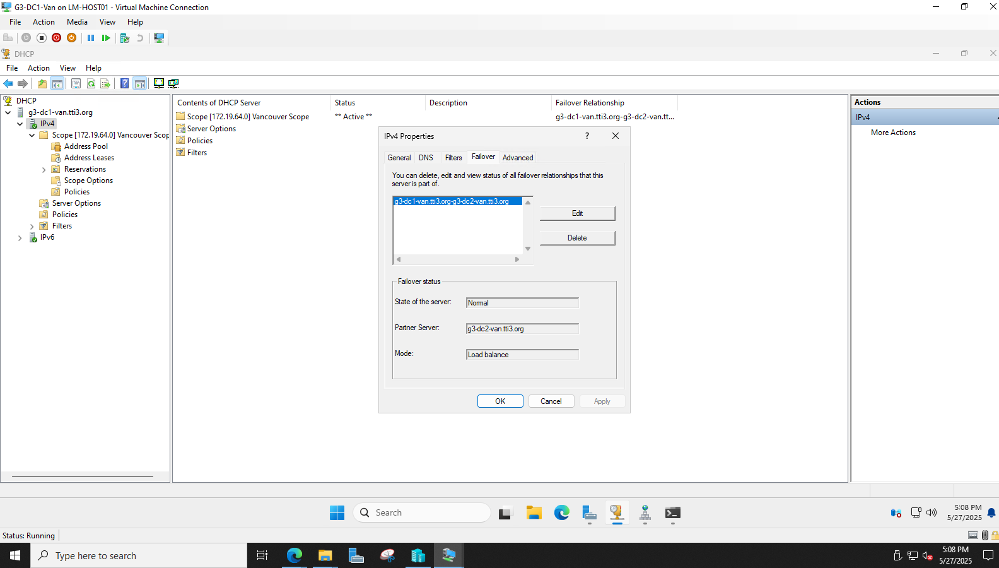 G3-DC1-Van on LM-HOST01 - Virtual Machine Connection
File Action Media View Help
DHCP
File Action View Help
DHCP
g3-dc1-van.tti3.org
IPv4
Scope [172.19.64.0] Vancouver Scop
Address Pool
Address Leases
Reservations
Scope Options
Policies
Server Options
Policies
Filters
IPv6
Contents of DHCP Server Status Description Failover Relationship
Scope [172.19.64.0] Vancouver Scope ** Active ** g3-dc1-van.tti3.org-g3-dc2-van.tt...
Server Options
Policies
Filters
IPv4 Properties ?
General DNS Filters Failover Advanced
You can delete, edit and view status of all failover relationships that this
server is part of.
g3-dc1-van.tti3.org-g3-dc2-van.tti3.org
Edit
Delete
Failover status
State of the server: Normal
Partner Server: g3-dc2-van.tti3.org
Mode: Load balance
OK Cancel Apply
Actions
IPv4
More Actions
Search
5:08 PM
5/27/2025
Status: Running
Type here to search
5:08 PM
5/27/2025